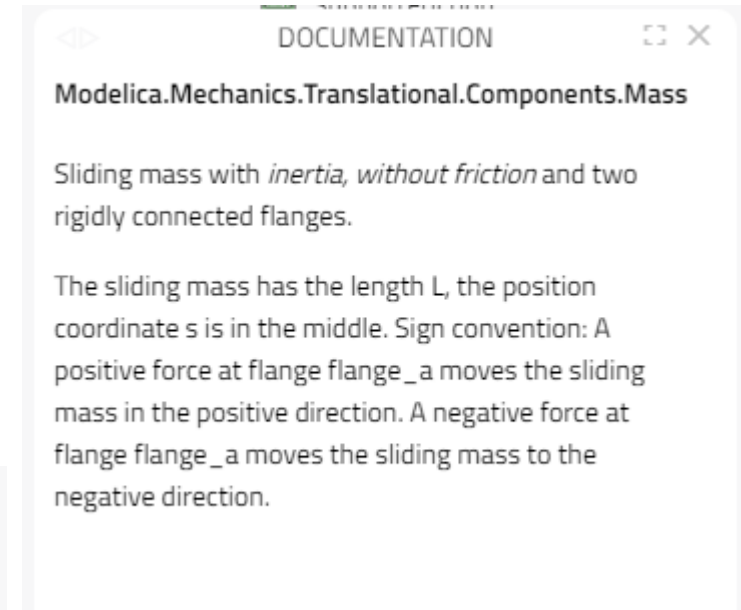 DOCUMENTATION
Modelica.Mechanics.Translational.Components.Mass
Sliding mass with inertia, without friction and two
rigidly connected flanges.
The sliding mass has the length L, the position
coordinate s is in the middle. Sign convention: A
positive force at flange flange_a moves the sliding
mass in the positive direction. A negative force at
flange flange_a moves the sliding mass to the
negative direction.